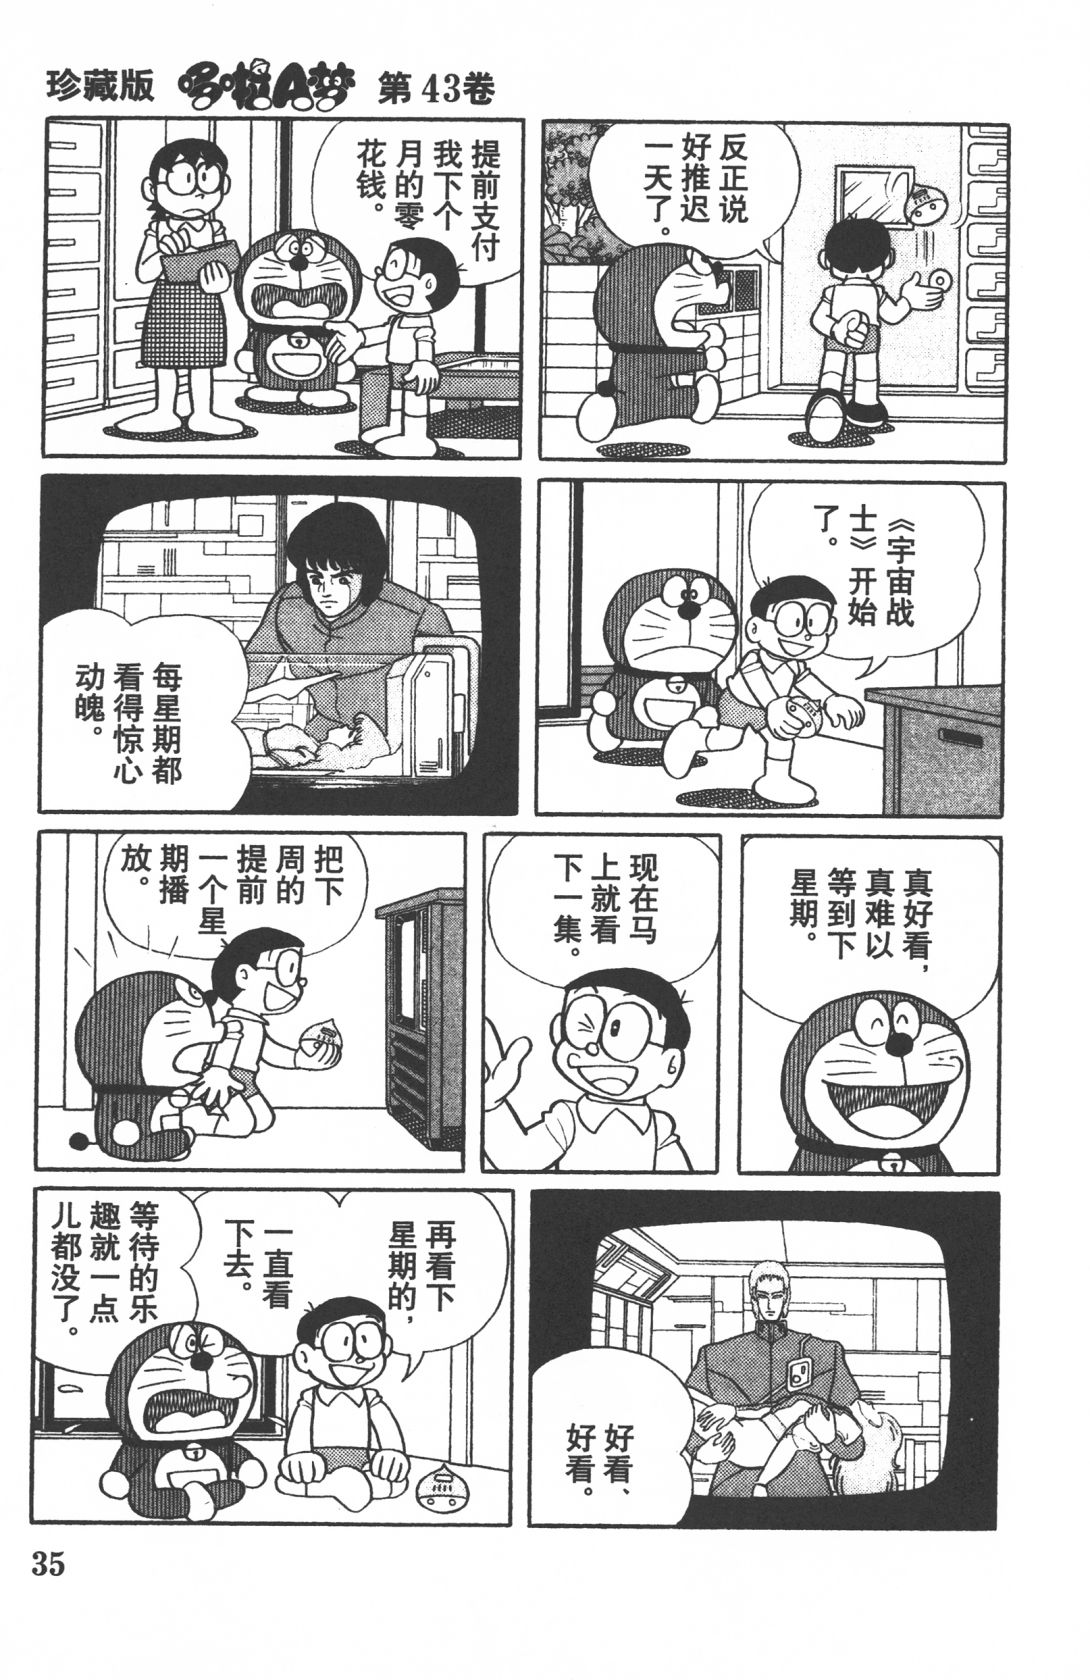 珍藏版 哆啦A梦 第43卷
反正说
好推迟
一天了。
提前支付
我下个
月的零
花钱。
《宇宙战
士》开始
了。
每星期都
看得惊心
动魄。
真好看，
真难以
等到下
星期。
现在马
上就看
下一集。
把下
周的
提前
一个星
期播
放。
好看、
好看。
再看下
星期的，
一直看
下去。
等待的乐
趣就一点
儿都没了。
35